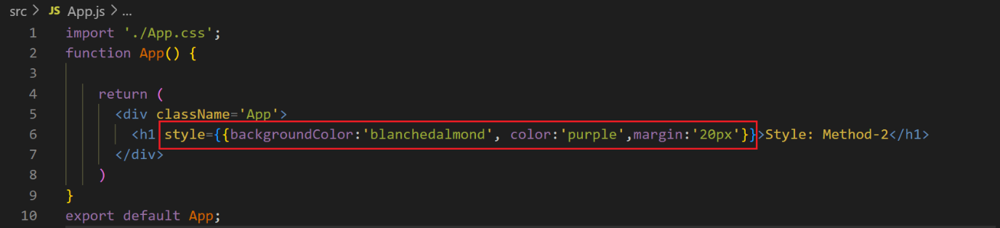 src > JS App.js > ...
1 import './App.css';
2 function App() {
3
4 return (
5 <div className='App'>
6 <h1 style={{backgroundColor:'blanchedalmond', color:'purple',margin:'20px'}}>Style: Method-2</h1>
7 </div>
8 )
9 }
10 export default App;